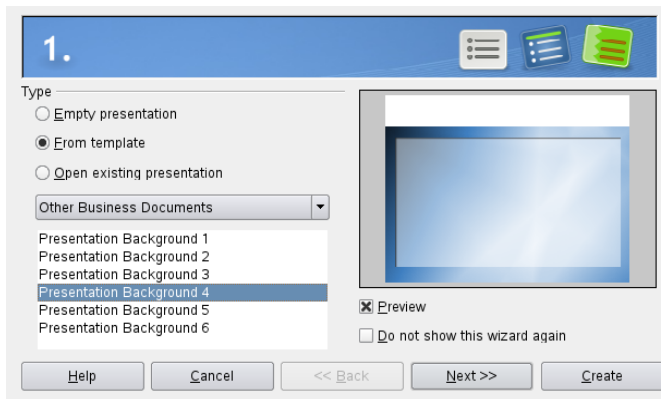 1.
Type
Empty presentation
From template
Open existing presentation
Other Business Documents
Presentation Background 1
Presentation Background 2
Presentation Background 3
Presentation Background 4
Presentation Background 5
Presentation Background 6
Preview
Do not show this wizard again
Help Cancel << Back Next >> Create